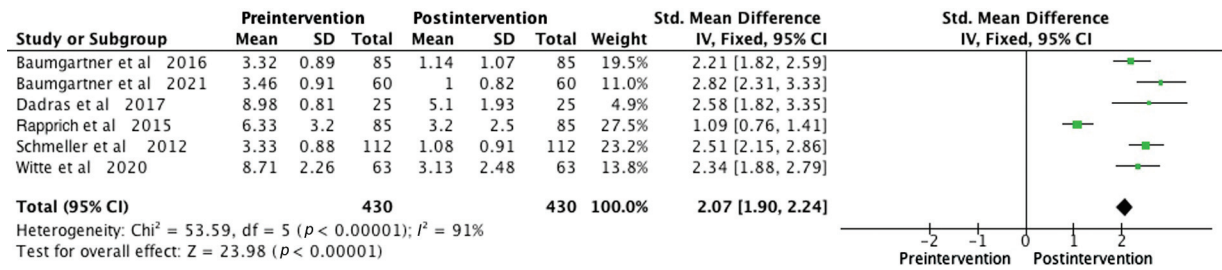 Preintervention Postintervention Std. Mean Difference Std. Mean Difference
Study or Subgroup Mean SD Total Mean SD Total Weight IV, Fixed, 95% CI IV, Fixed, 95% CI
Baumgartner et al 2016 3.32 0.89 85 1.14 1.07 85 19.5% 2.21 [1.82, 2.59]
Baumgartner et al 2021 3.46 0.91 60 1 0.82 60 11.0% 2.82 [2.31, 3.33]
Dadras et al 2017 8.98 0.81 25 5.1 1.93 25 4.9% 2.58 [1.82, 3.35]
Rapprich et al 2015 6.33 3.2 85 3.2 2.5 85 27.5% 1.09 [0.76, 1.41]
Schmeller et al 2012 3.33 0.88 112 1.08 0.91 112 23.2% 2.51 [2.15, 2.86]
Witte et al 2020 8.71 2.26 63 3.13 2.48 63 13.8% 2.34 [1.88, 2.79]
Total (95% CI) 430 430 100.0% 2.07 [1.90, 2.24]
Heterogeneity: Chi² = 53.59, df = 5 (p < 0.00001); I² = 91%
Test for overall effect: Z = 23.98 (p < 0.00001)
-2 -1 0 1 2
Preintervention Postintervention